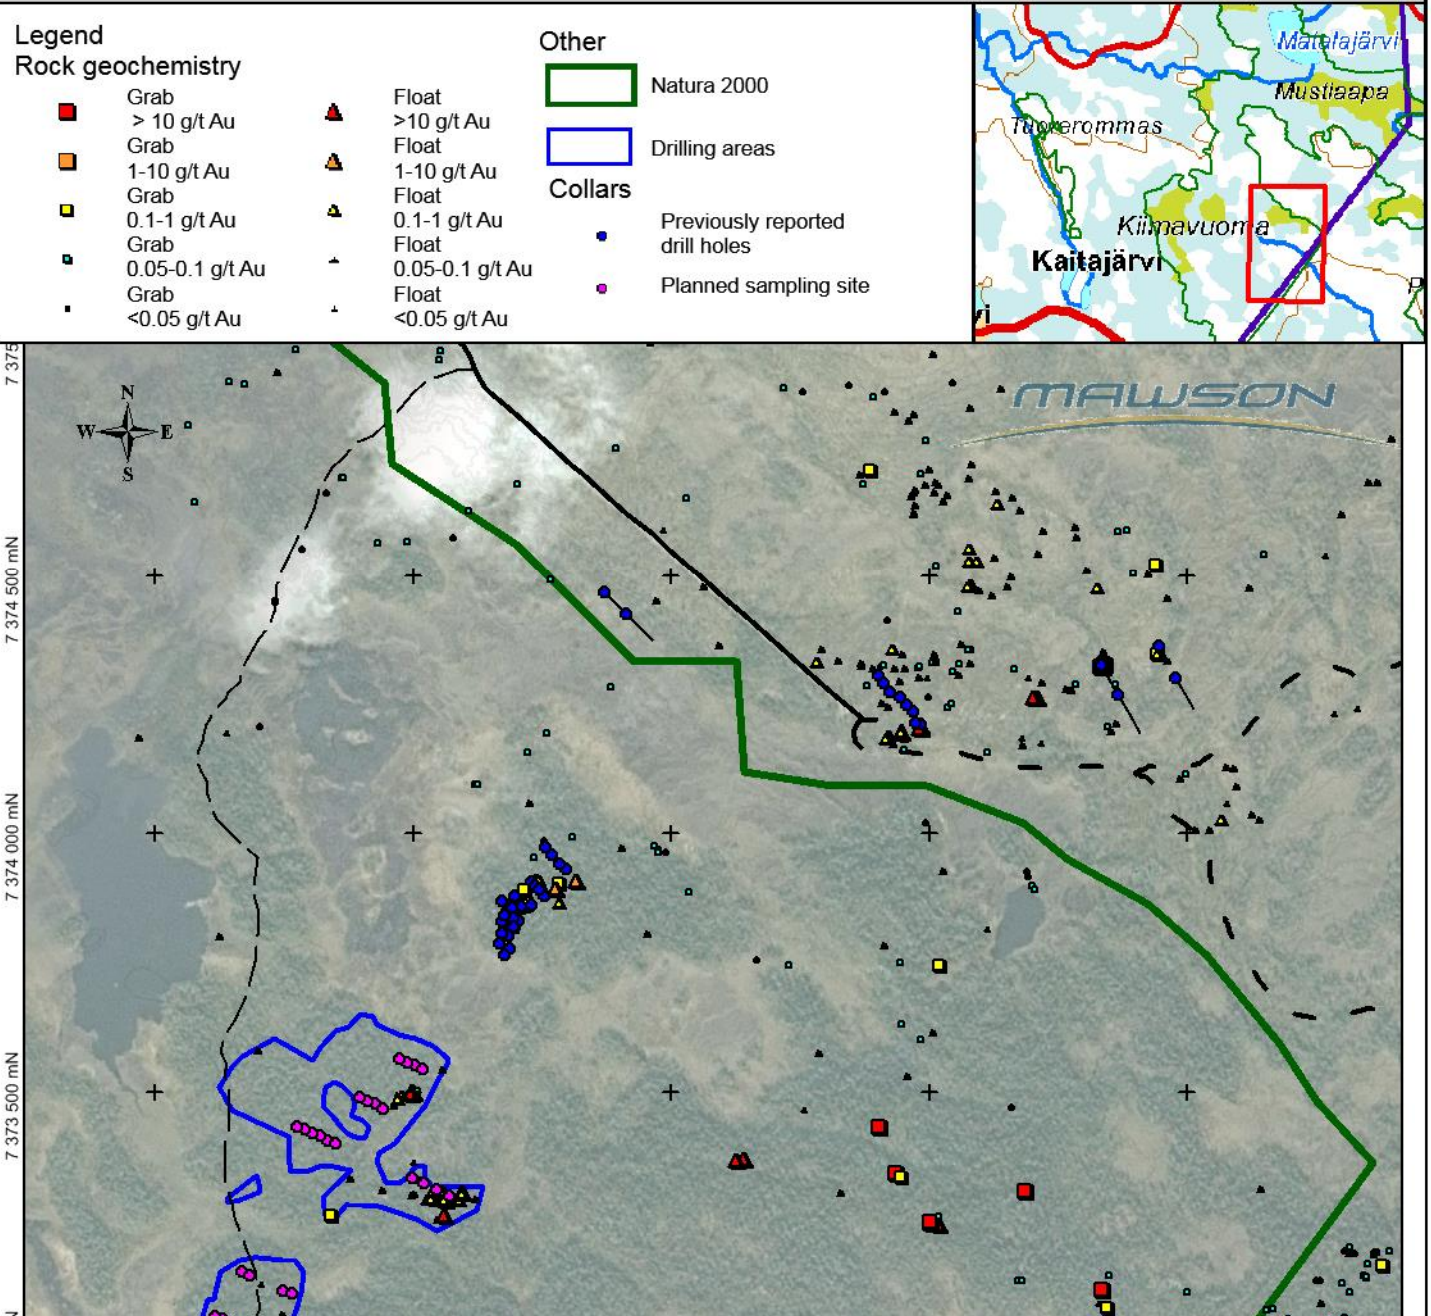 Legend
Rock geochemistry
Grab
> 10 g/t Au
Grab
1-10 g/t Au
Grab
0.1-1 g/t Au
Grab
0.05-0.1 g/t Au
Grab
<0.05 g/t Au
Float
>10 g/t Au
Float
1-10 g/t Au
Float
0.1-1 g/t Au
Float
0.05-0.1 g/t Au
Float
<0.05 g/t Au
Other
Natura 2000
Drilling areas
Collars
Previously reported
drill holes
Planned sampling site
Matalajärvi
Mustiaapa
Tuorerommas
Kiimavuoma
Kaitajärvi
vi
P
N
W E
S
MAWSON
7 375
7 374 500 mN
7 374 000 mN
7 373 500 mN
N